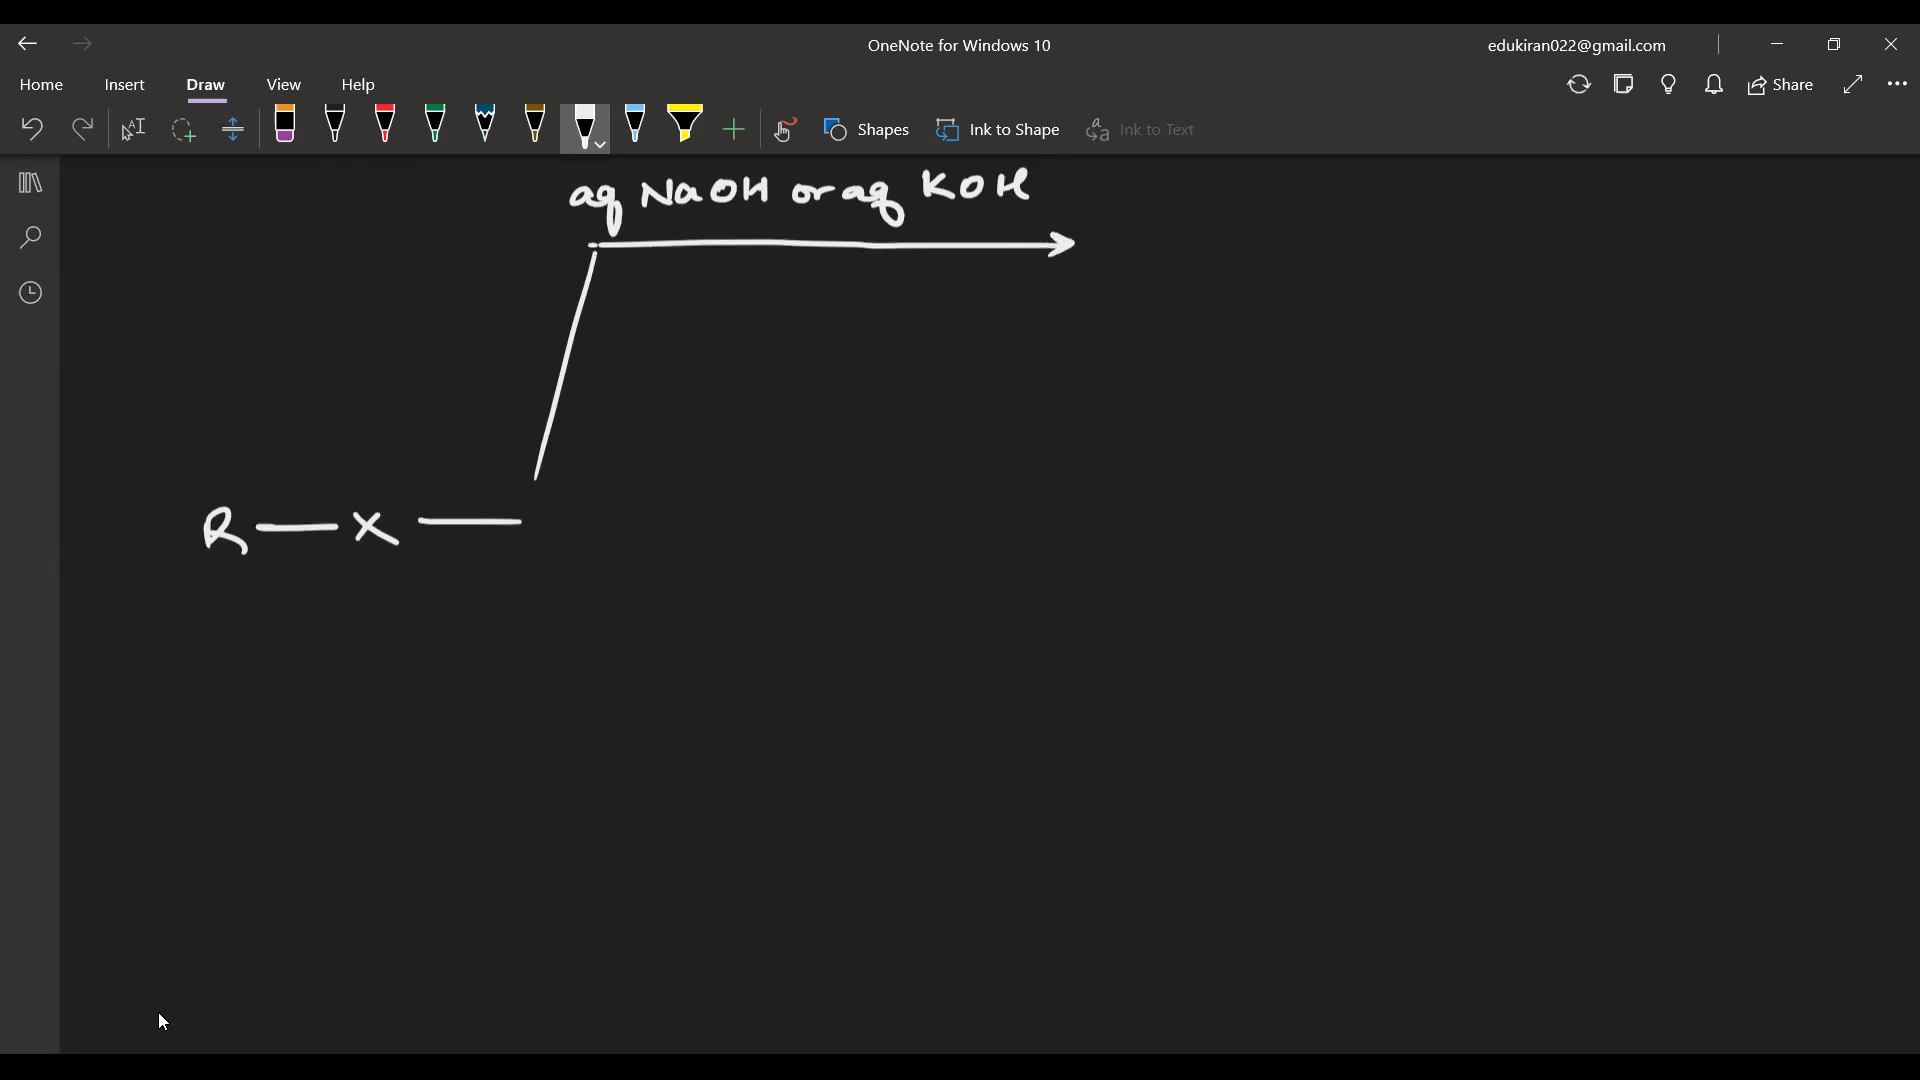 OneNote for Windows 10
edukiran022@gmail.com
Home Insert Draw View Help
Share
Shapes Ink to Shape Ink to Text
aq NaOH or aq KOH
R — X —